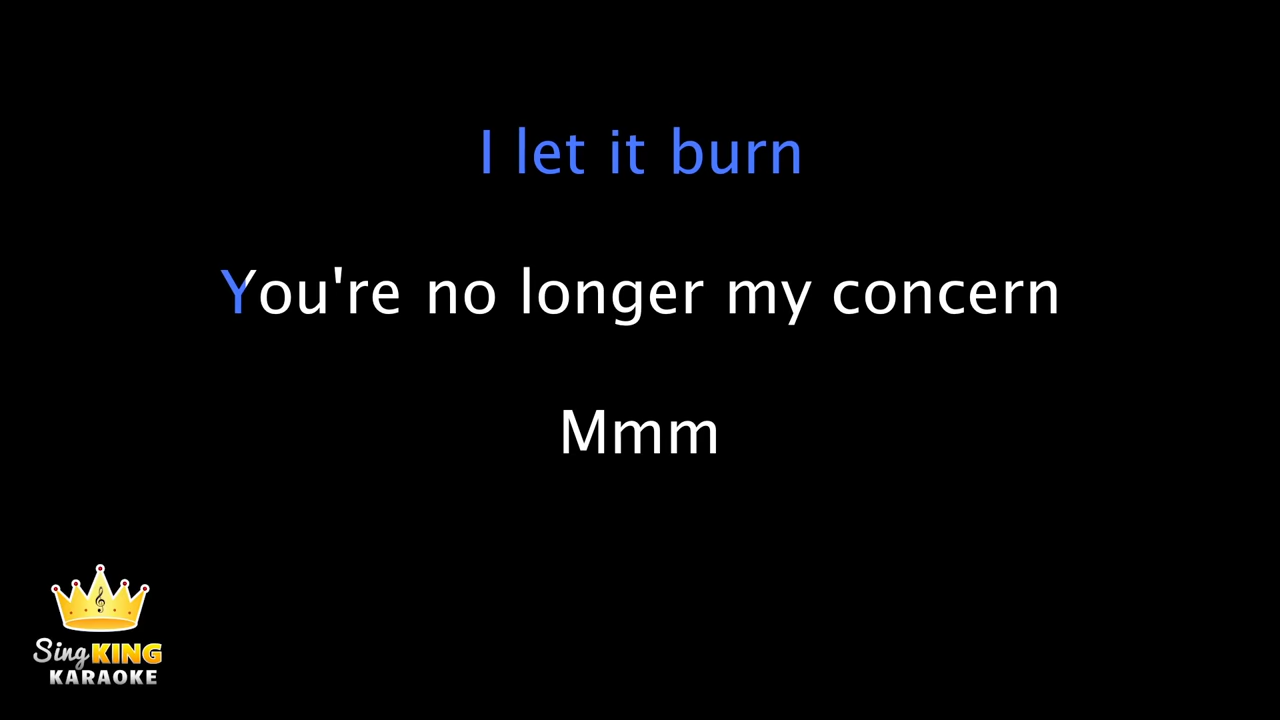 I let it burn
You're no longer my concern
Mmm
Sing KING
KARAOKE